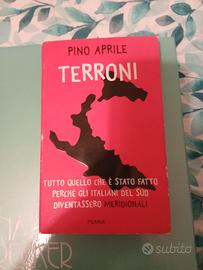 PINO APRILE
TERRONI
TUTTO QUELLO CHE È STATO FATTO
PERCHÉ GLI ITALIANI DEL SUD
DIVENTASSERO MERIDIONALI
PIEMME
subito